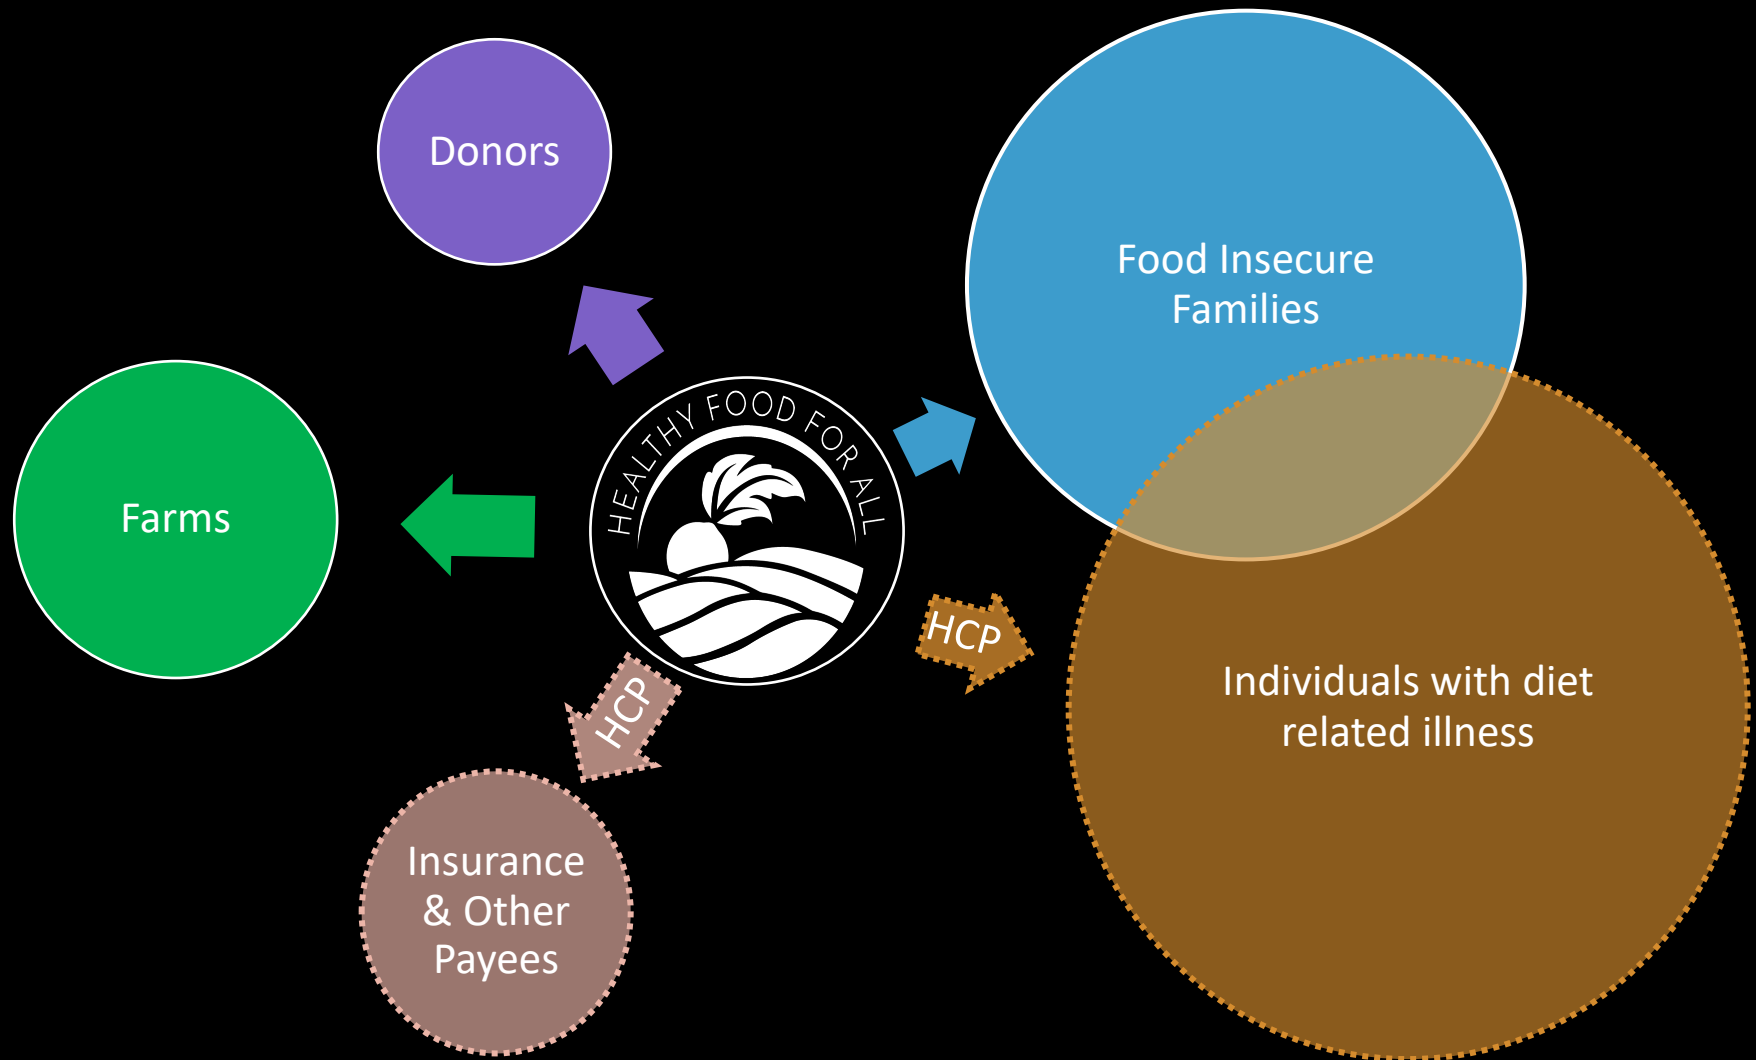 Donors
Food Insecure
Families
HEALTHY FOOD FOR ALL
Farms
HCP
HCP
Individuals with diet
related illness
Insurance
& Other
Payees